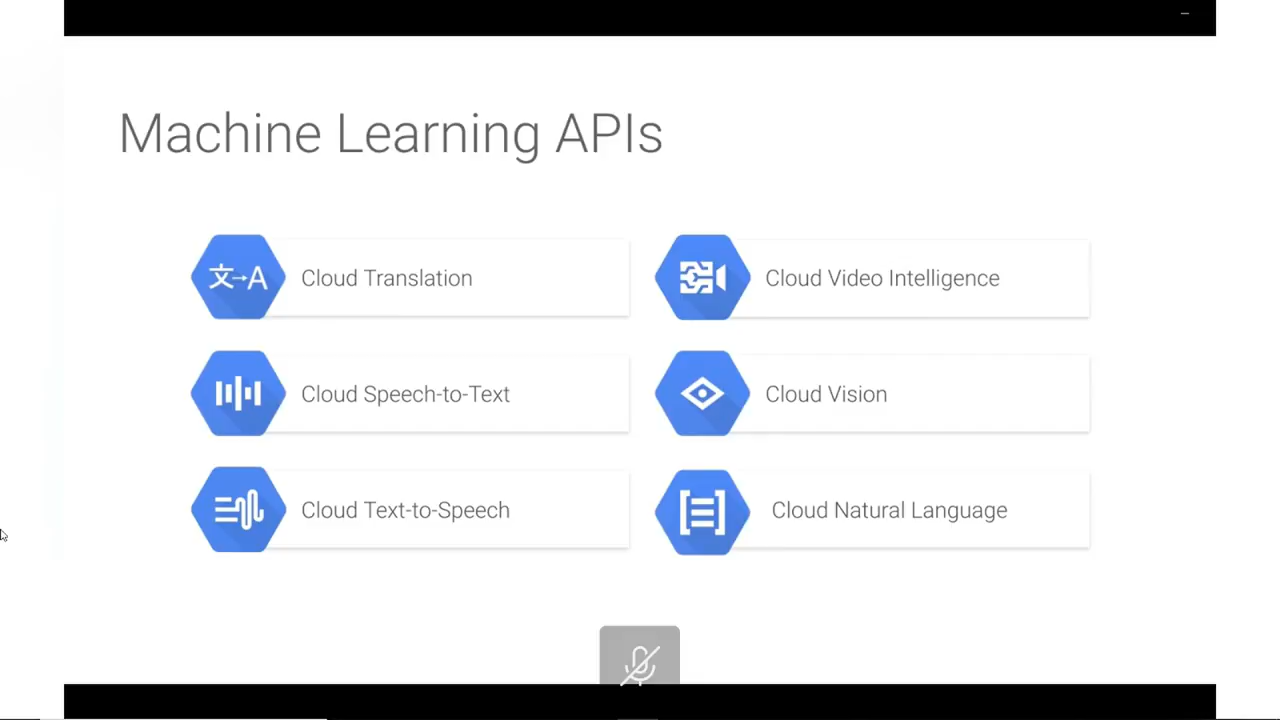 Machine Learning APIs
文→A Cloud Translation
Cloud Video Intelligence
Cloud Speech-to-Text
Cloud Vision
Cloud Text-to-Speech
Cloud Natural Language